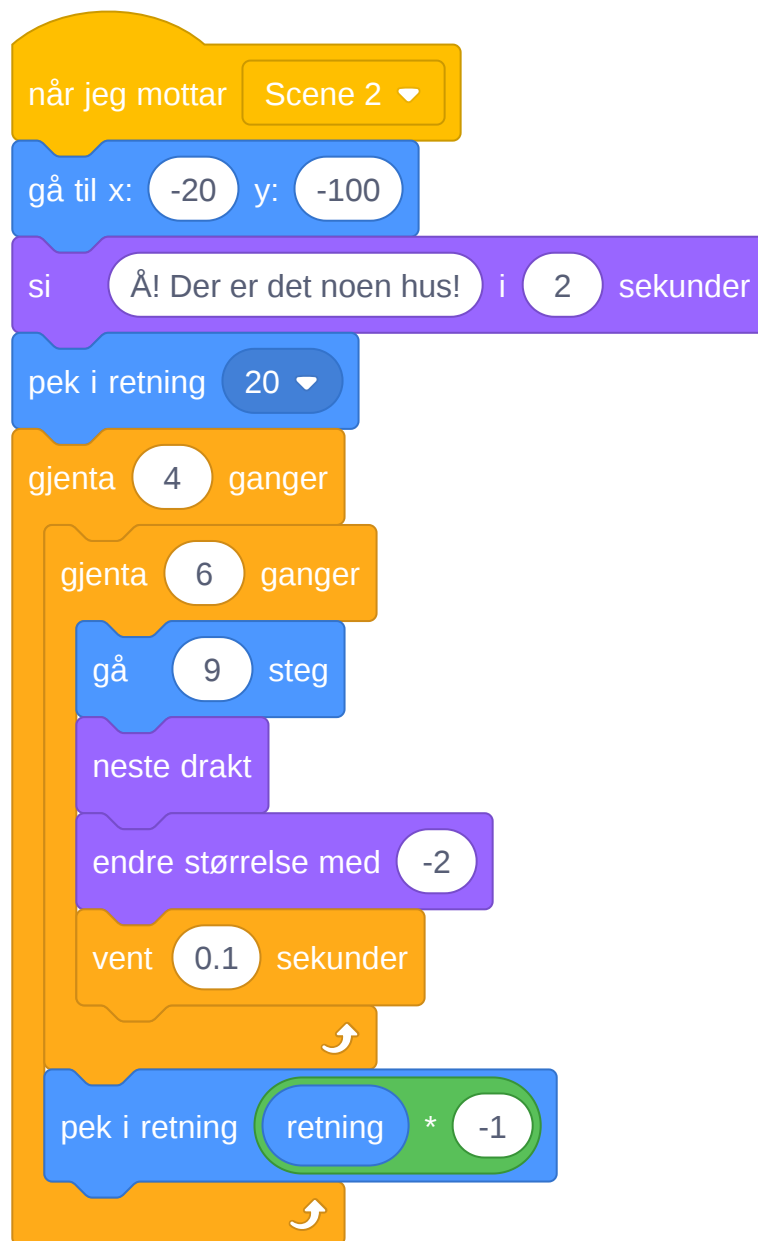 når jeg mottar Scene 2
gå til x: -20 y: -100
si Å! Der er det noen hus! i 2 sekunder
pek i retning 20
gjenta 4 ganger
gjenta 6 ganger
gå 9 steg
neste drakt
endre størrelse med -2
vent 0.1 sekunder
pek i retning retning * -1